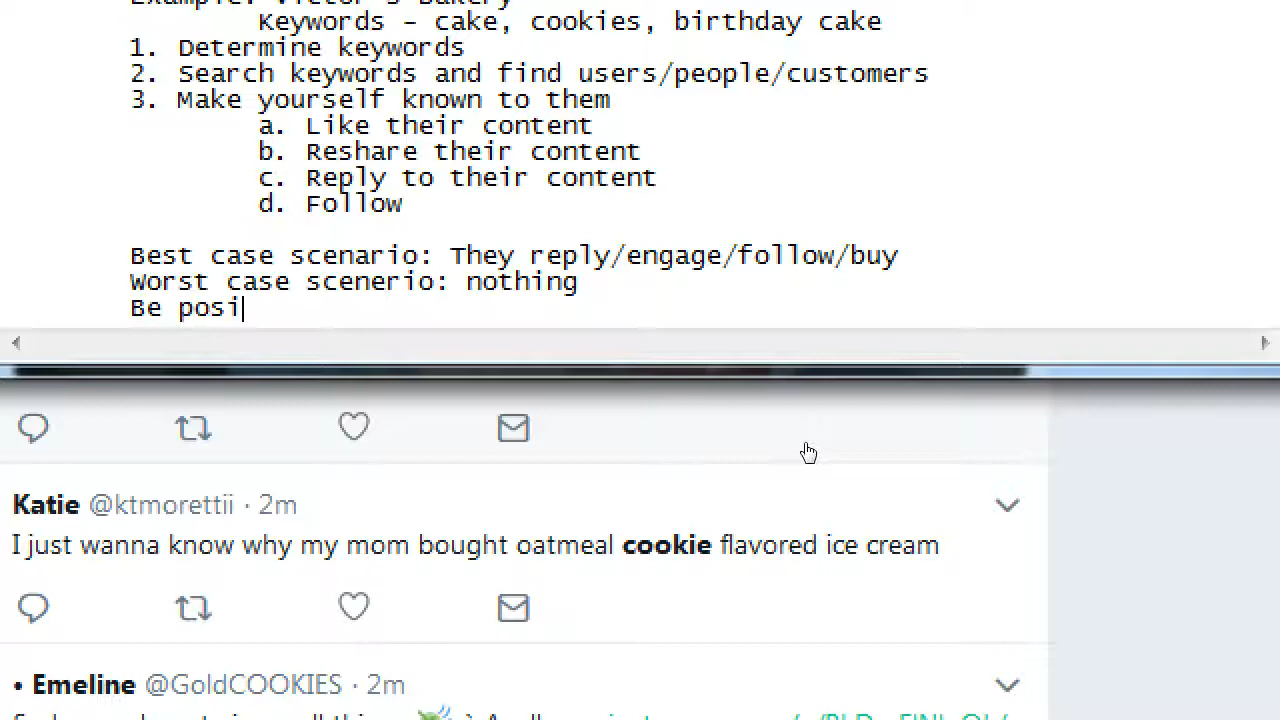 Example: Victor's Bakery
Keywords - cake, cookies, birthday cake
1. Determine keywords
2. Search keywords and find users/people/customers
3. Make yourself known to them
a. Like their content
b. Reshare their content
c. Reply to their content
d. Follow
Best case scenario: They reply/engage/follow/buy
Worst case scenerio: nothing
Be posi
Katie @ktmorettii · 2m
I just wanna know why my mom bought oatmeal cookie flavored ice cream
• Emeline @GoldCOOKIES · 2m